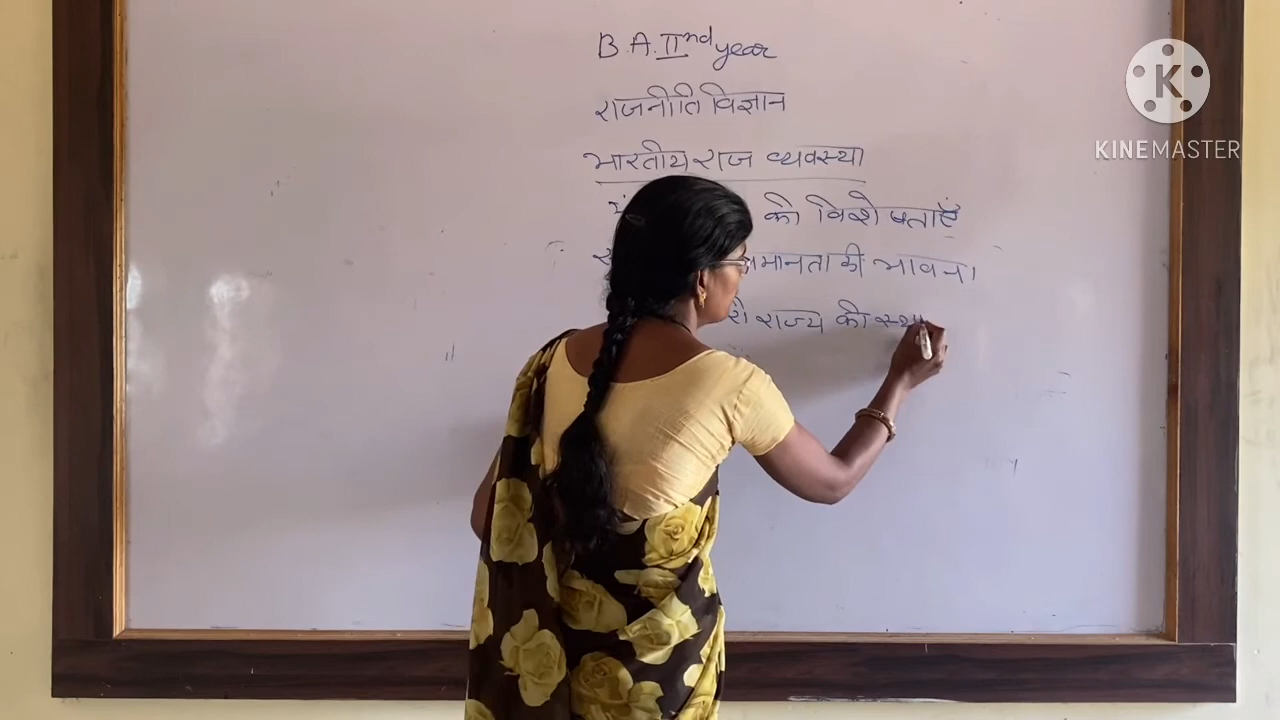 B.A. IInd year
राजनीति विज्ञान
भारतीय राज व्यवस्था
की विशेषताएँ
समानता की भावना
राज्य की स्था
K
KINEMASTER